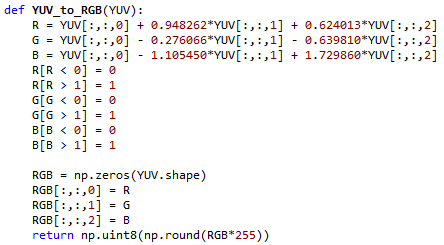 def YUV_to_RGB(YUV):
    R = YUV[:,:,0] + 0.948262*YUV[:,:,1] + 0.624013*YUV[:,:,2]
    G = YUV[:,:,0] - 0.276066*YUV[:,:,1] - 0.639810*YUV[:,:,2]
    B = YUV[:,:,0] - 1.105450*YUV[:,:,1] + 1.729860*YUV[:,:,2]
    R[R < 0] = 0
    R[R > 1] = 1
    G[G < 0] = 0
    G[G > 1] = 1
    B[B < 0] = 0
    B[B > 1] = 1

    RGB = np.zeros(YUV.shape)
    RGB[:,:,0] = R
    RGB[:,:,1] = G
    RGB[:,:,2] = B
    return np.uint8(np.round(RGB*255))